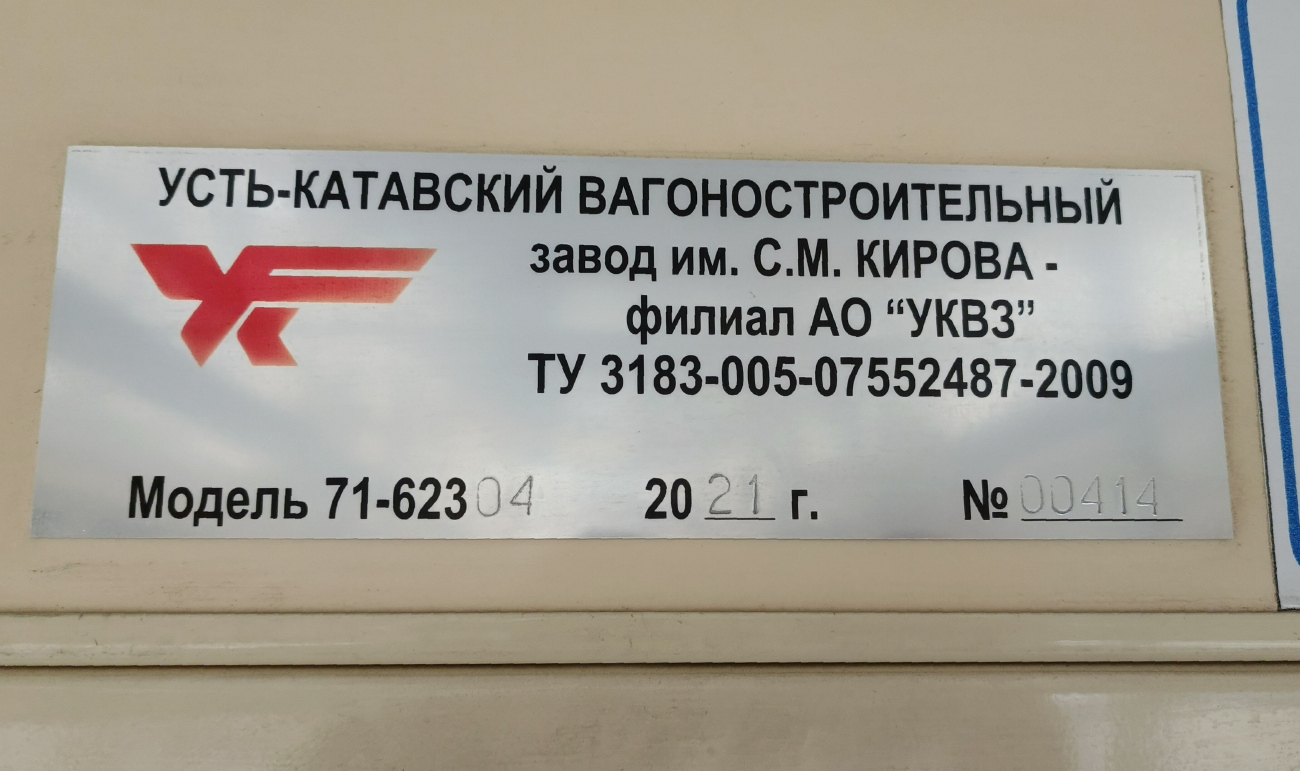 УСТЬ-КАТАВСКИЙ ВАГОНОСТРОИТЕЛЬНЫЙ
завод им. С.М. КИРОВА -
филиал АО “УКВЗ”
ТУ 3183-005-07552487-2009
Модель 71-62304 2021 г. № 00414